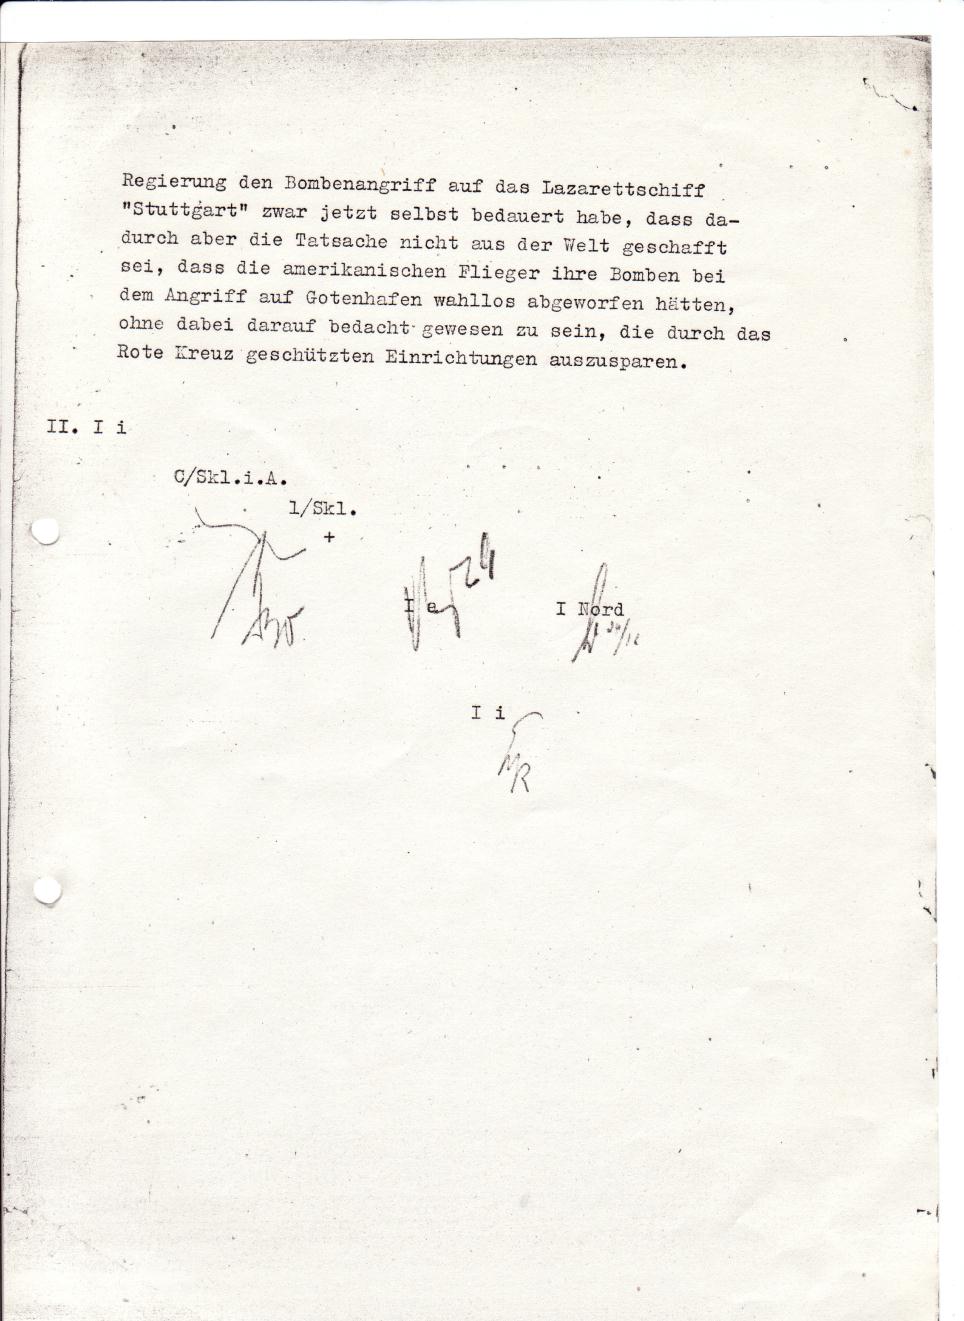 Regierung den Bombenangriff auf das Lazarettschiff
"Stuttgart" zwar jetzt selbst bedauert habe, dass da-
durch aber die Tatsache nicht aus der Welt geschafft
sei, dass die amerikanischen Flieger ihre Bomben bei
dem Angriff auf Gotenhafen wahllos abgeworfen hätten,
ohne dabei darauf bedacht gewesen zu sein, die durch das
Rote Kreuz geschützten Einrichtungen auszusparen.
II. I i
C/Skl.i.A.
1/Skl.
+
24
I e
I Nord
29/12
I i